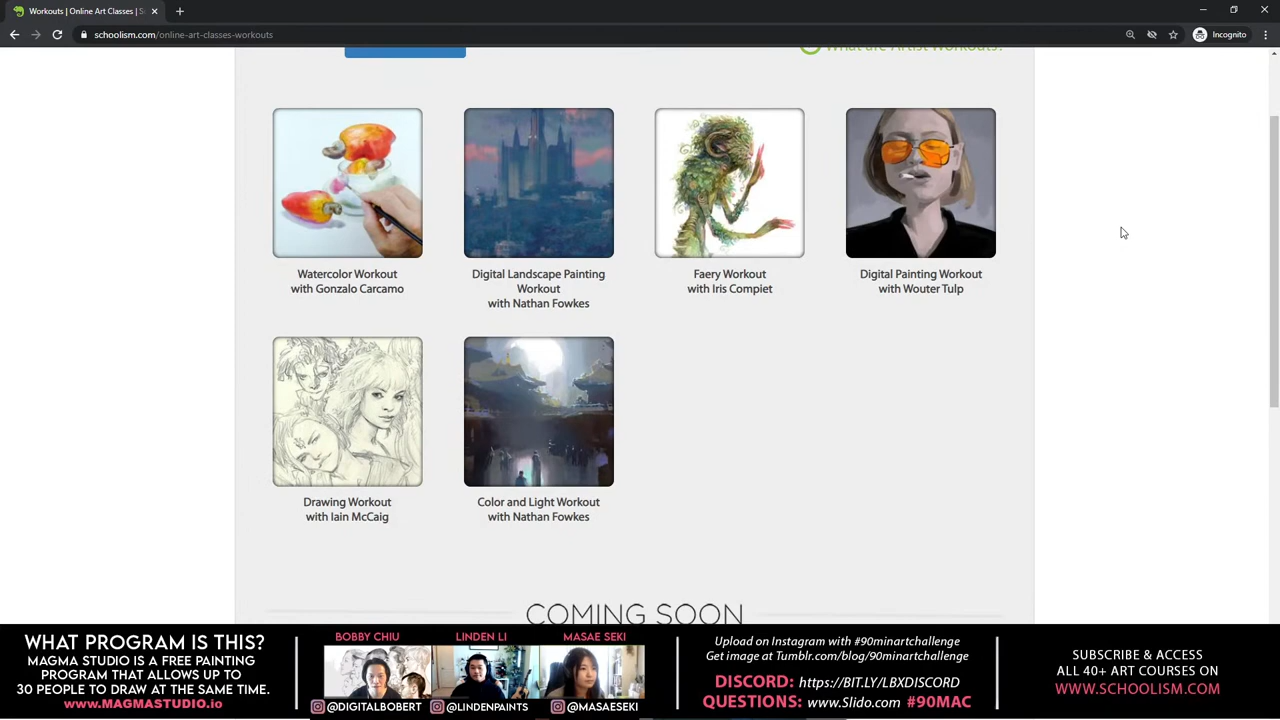 Workouts | Online Art Classes | S
schoolism.com/online-art-classes-workouts
Incognito
What are Artist Workouts?
Watercolor Workout
with Gonzalo Carcamo
Digital Landscape Painting
Workout
with Nathan Fowkes
Faery Workout
with Iris Compiet
Digital Painting Workout
with Wouter Tulp
Drawing Workout
with Iain McCaig
Color and Light Workout
with Nathan Fowkes
COMING SOON
WHAT PROGRAM IS THIS?
MAGMA STUDIO IS A FREE PAINTING
PROGRAM THAT ALLOWS UP TO
30 PEOPLE TO DRAW AT THE SAME TIME.
www.MAGMASTUDIO.io
BOBBY CHIU
LINDEN LI
MASAE SEKI
@DIGITALBOBERT
@LINDENPAINTS
@MASAESEKI
Upload on Instagram with #90minartchallenge
Get image at Tumblr.com/blog/90minartchallenge
DISCORD: https://BIT.LY/LBXDISCORD
QUESTIONS: www.Slido.com #90MAC
SUBSCRIBE & ACCESS
ALL 40+ ART COURSES ON
WWW.SCHOOLISM.COM